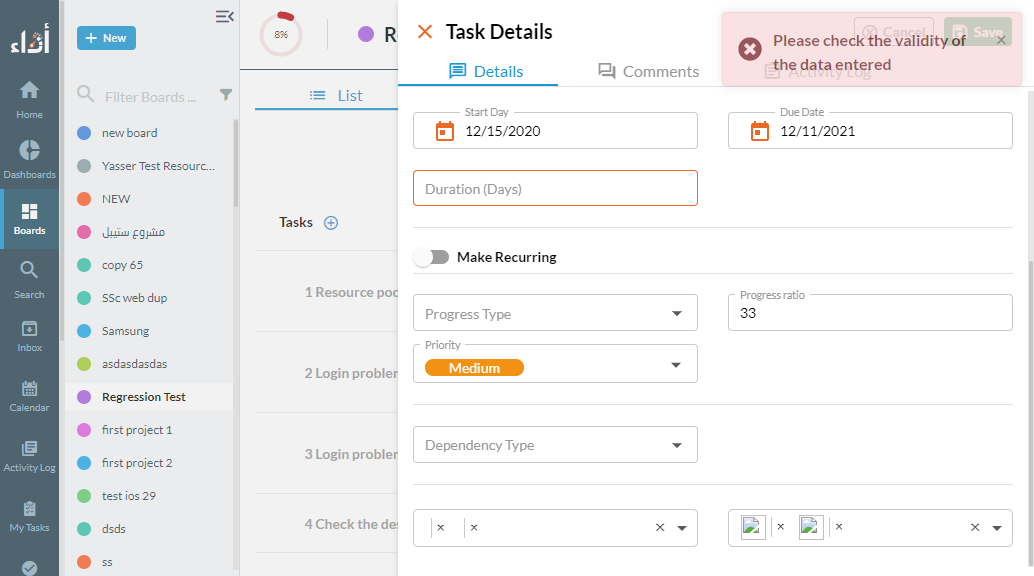 أداء
Home
Dashboards
Boards
Search
Inbox
Calendar
Activity Log
My Tasks
+ New
Filter Boards ...
new board
Yasser Test Resourc...
NEW
مشروع ستيبل
copy 65
SSc web dup
Samsung
asdasdasdas
Regression Test
first project 1
first project 2
test ios 29
dsds
ss
8%
R
List
Tasks
1 Resource poo
2 Login problem
3 Login problem
4 Check the des
Task Details
Cancel
Save
Please check the validity of
the data entered
Details
Comments
Activity Log
Start Day
12/15/2020
Due Date
12/11/2021
Duration (Days)
Make Recurring
Progress Type
Progress ratio
33
Priority
Medium
Dependency Type